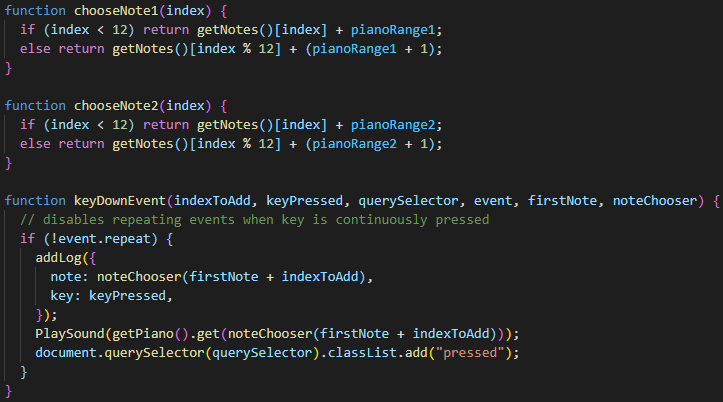 function chooseNote1(index) {
  if (index < 12) return getNotes()[index] + pianoRange1;
  else return getNotes()[index % 12] + (pianoRange1 + 1);
}

function chooseNote2(index) {
  if (index < 12) return getNotes()[index] + pianoRange2;
  else return getNotes()[index % 12] + (pianoRange2 + 1);
}

function keyDownEvent(indexToAdd, keyPressed, querySelector, event, firstNote, noteChooser) {
  // disables repeating events when key is continuously pressed
  if (!event.repeat) {
    addLog({
      note: noteChooser(firstNote + indexToAdd),
      key: keyPressed,
    });
    PlaySound(getPiano().get(noteChooser(firstNote + indexToAdd)));
    document.querySelector(querySelector).classList.add("pressed");
  }
}